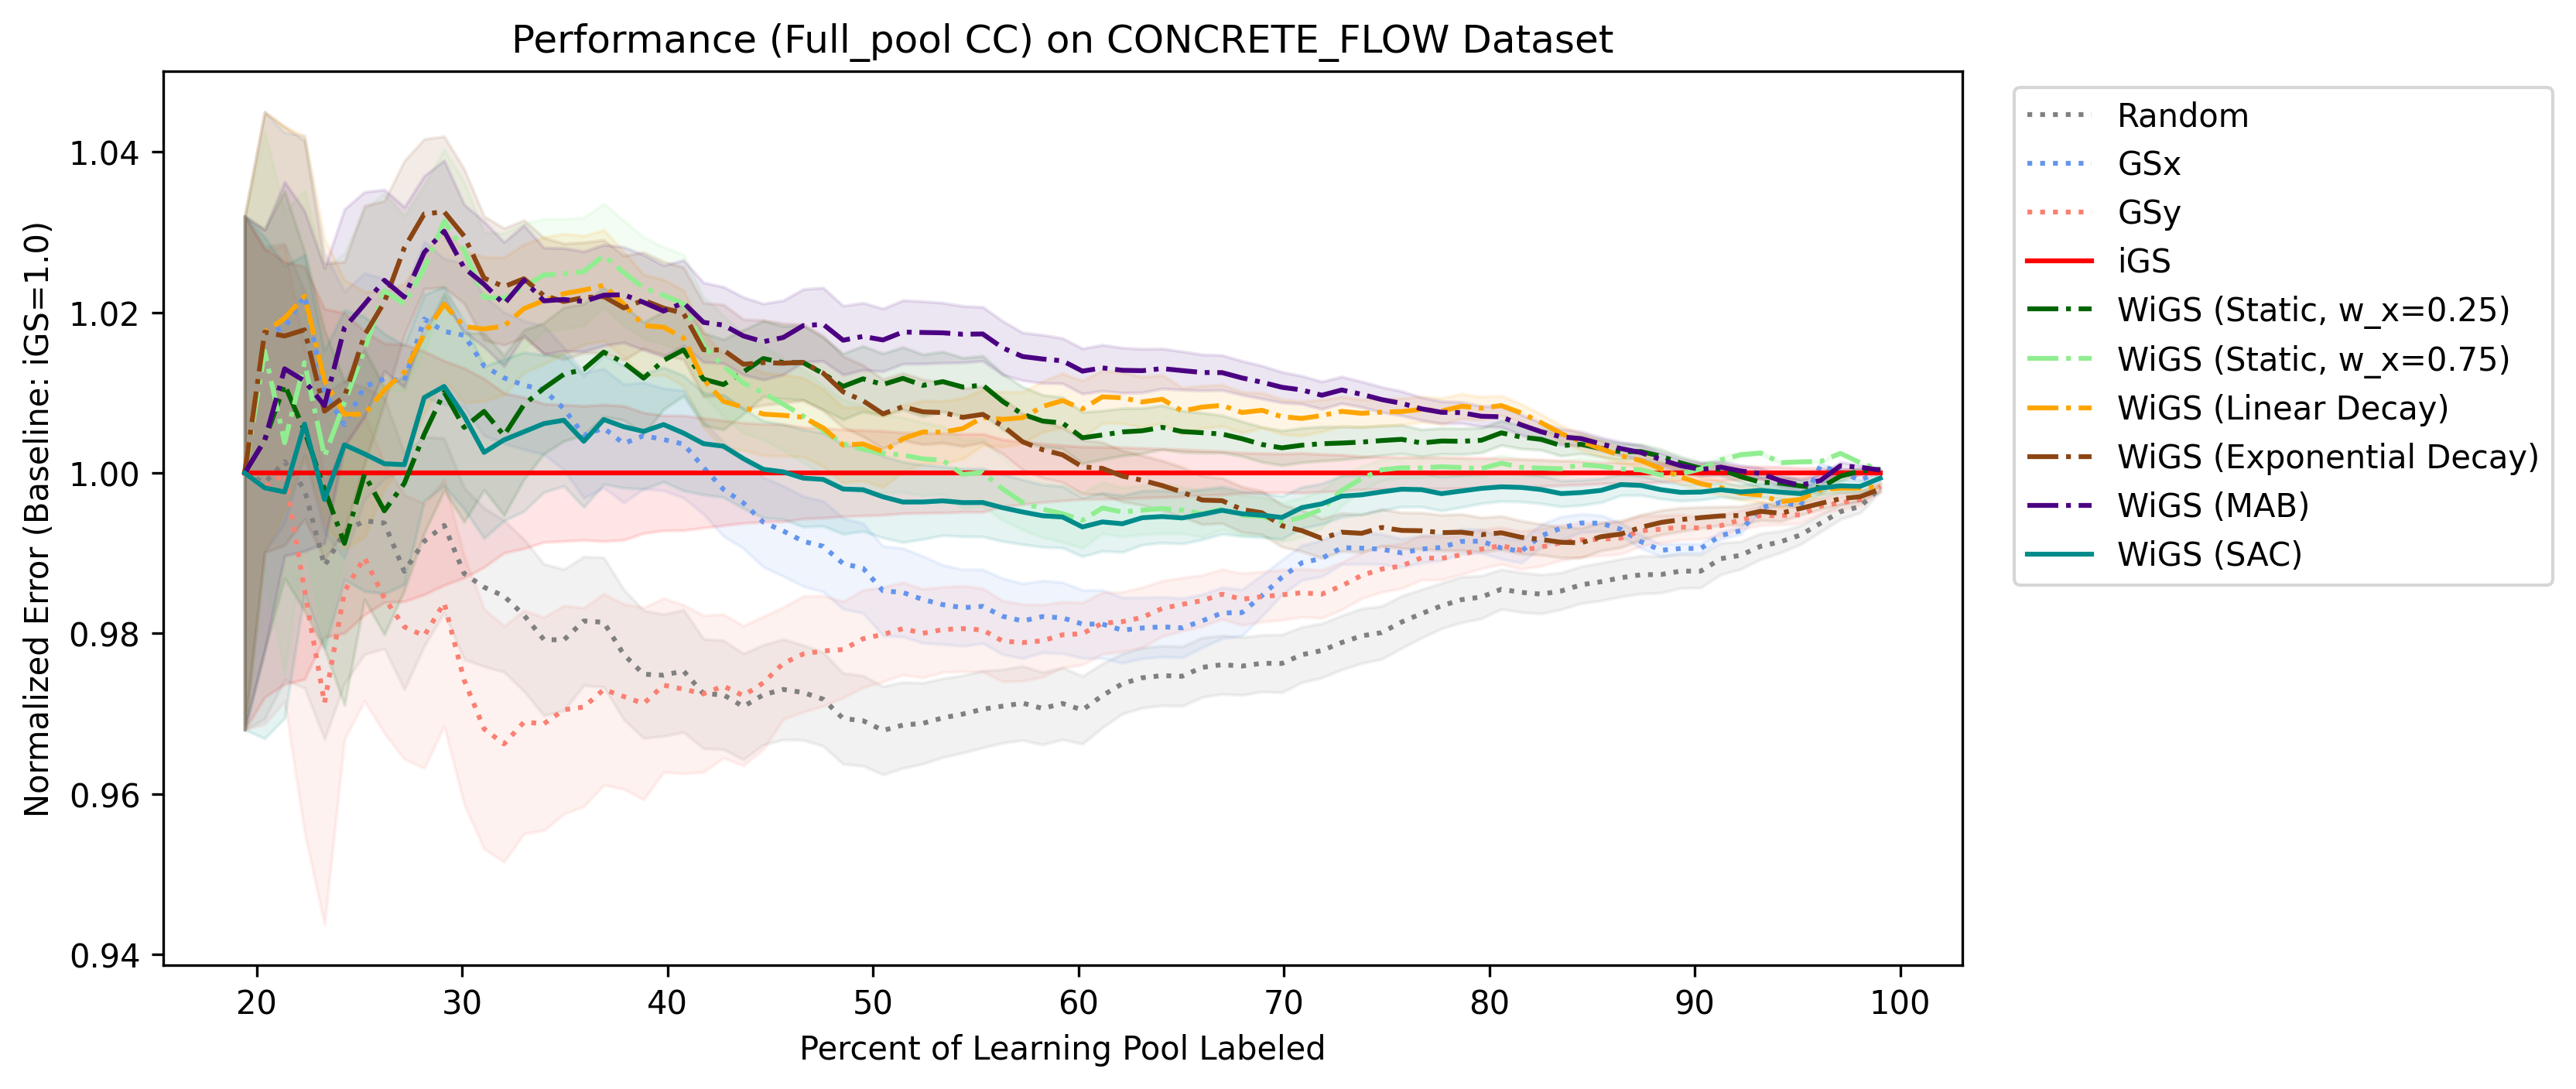 Performance (Full_pool CC) on CONCRETE_FLOW Dataset
Normalized Error (Baseline: iGS=1.0)
1.04
1.02
1.00
0.98
0.96
0.94
20 30 40 50 60 70 80 90 100
Percent of Learning Pool Labeled
Random
GSx
GSy
iGS
WiGS (Static, w_x=0.25)
WiGS (Static, w_x=0.75)
WiGS (Linear Decay)
WiGS (Exponential Decay)
WiGS (MAB)
WiGS (SAC)